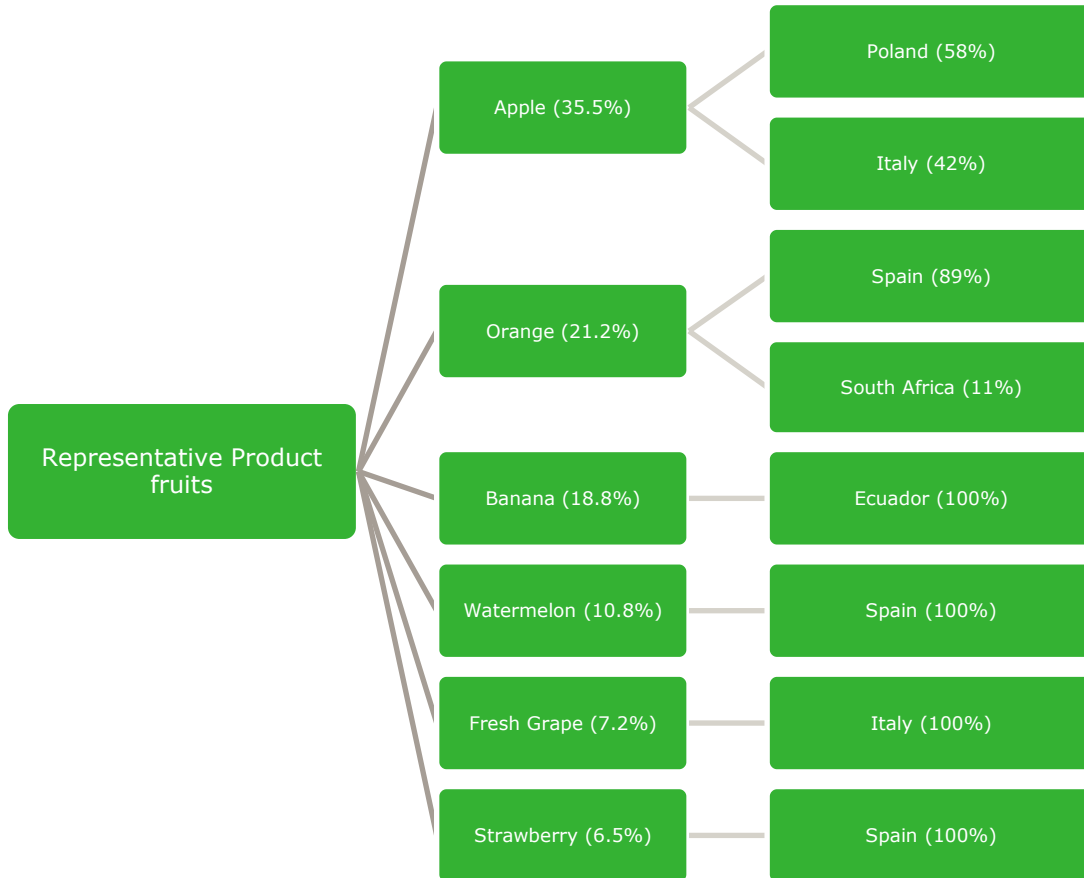 Representative Product
fruits
Apple (35.5%)
Poland (58%)
Italy (42%)
Orange (21.2%)
Spain (89%)
South Africa (11%)
Banana (18.8%)
Ecuador (100%)
Watermelon (10.8%)
Spain (100%)
Fresh Grape (7.2%)
Italy (100%)
Strawberry (6.5%)
Spain (100%)